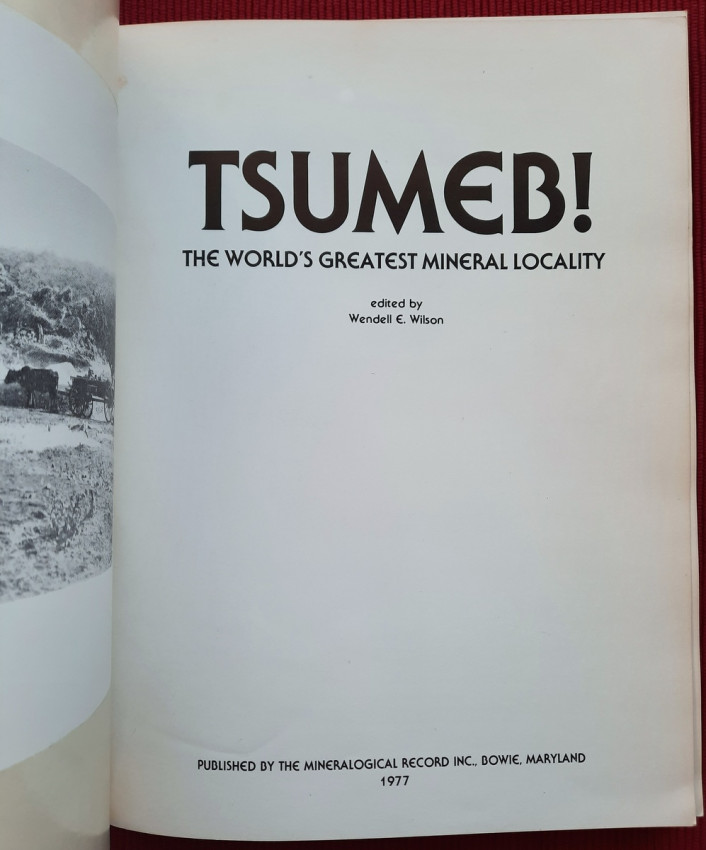 TSUMEB!
THE WORLD'S GREATEST MINERAL LOCALITY
edited by
Wendell E. Wilson
PUBLISHED BY THE MINERALOGICAL RECORD INC., BOWIE, MARYLAND
1977